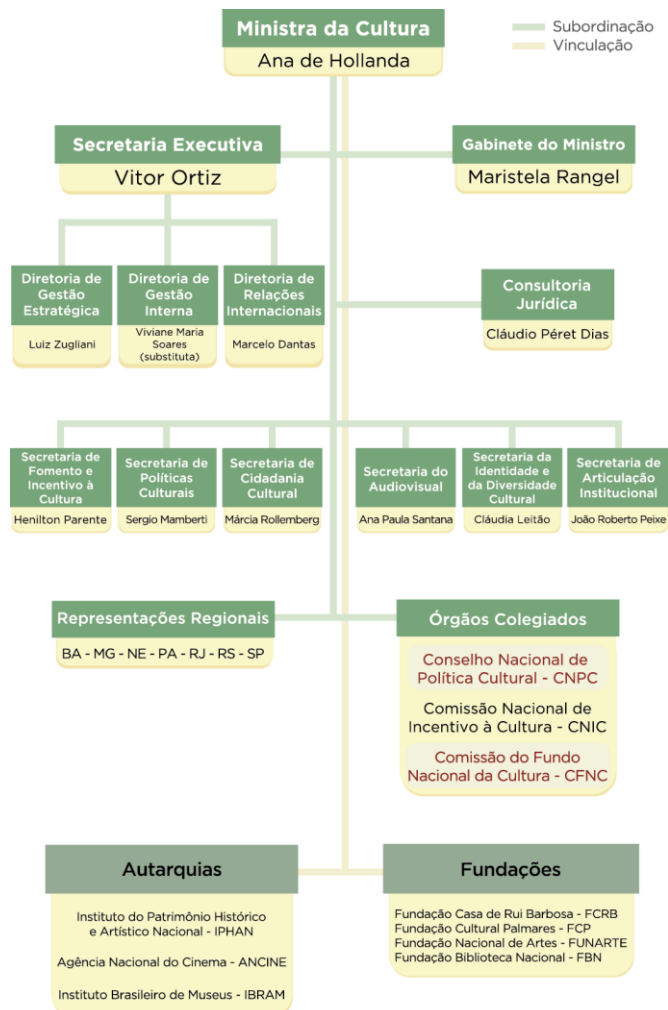 Ministra da Cultura
Ana de Hollanda
Subordinação
Vinculação
Secretaria Executiva
Vitor Ortiz
Gabinete do Ministro
Maristela Rangel
Diretoria de
Gestão
Estratégica
Luiz Zugliani
Diretoria de
Gestão
Interna
Viviane Maria
Soares
(substituta)
Diretoria de
Relações
Internacionais
Marcelo Dantas
Consultoria
Jurídica
Cláudio Péret Dias
Secretaria de
Fomento e
Incentivo à
Cultura
Henilton Parente
Secretaria de
Políticas
Culturais
Sergio Mamberti
Secretaria de
Cidadania
Cultural
Márcia Rollemberg
Secretaria do
Audiovisual
Ana Paula Santana
Secretaria da
Identidade e
da Diversidade
Cultural
Cláudia Leitão
Secretaria de
Articulação
Institucional
João Roberto Peixe
Representações Regionais
BA - MG - NE - PA - RJ - RS - SP
Órgãos Colegiados
Conselho Nacional de
Política Cultural - CNPC
Comissão Nacional de
Incentivo à Cultura - CNIC
Comissão do Fundo
Nacional da Cultura - CFNC
Autarquias
Instituto do Patrimônio Histórico
e Artístico Nacional - IPHAN
Agência Nacional do Cinema - ANCINE
Instituto Brasileiro de Museus - IBRAM
Fundações
Fundação Casa de Rui Barbosa - FCRB
Fundação Cultural Palmares - FCP
Fundação Nacional de Artes - FUNARTE
Fundação Biblioteca Nacional - FBN